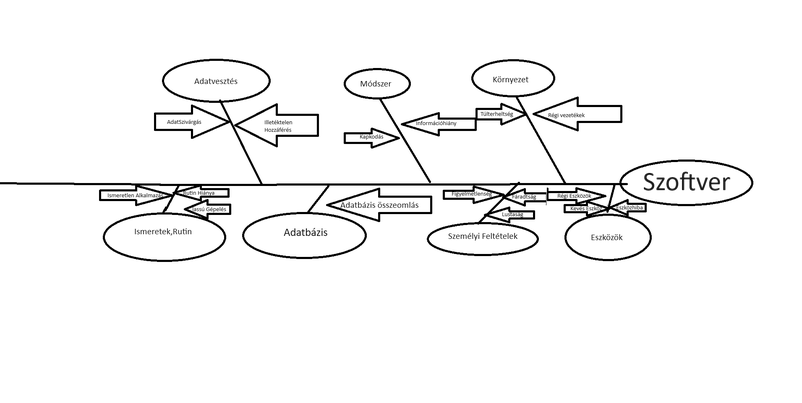 Adatvesztés
Módszer
Környezet
AdatSzivárgás
Illetéktelen
Hozzáférés
Kapkodás
Információhiány
Túlterheltség
Régi vezetékek
Szoftver
Ismeretlen Alkalmazás
Rutin Hiánya
Lassú Gépelés
Adatbázis összeomlás
Figyelmetlenség
Fáradtság
Lustaság
Régi Eszközök
Kevés Eszköz
Eszközhiba
Ismeretek,Rutin
Adatbázis
Személyi Feltételek
Eszközök